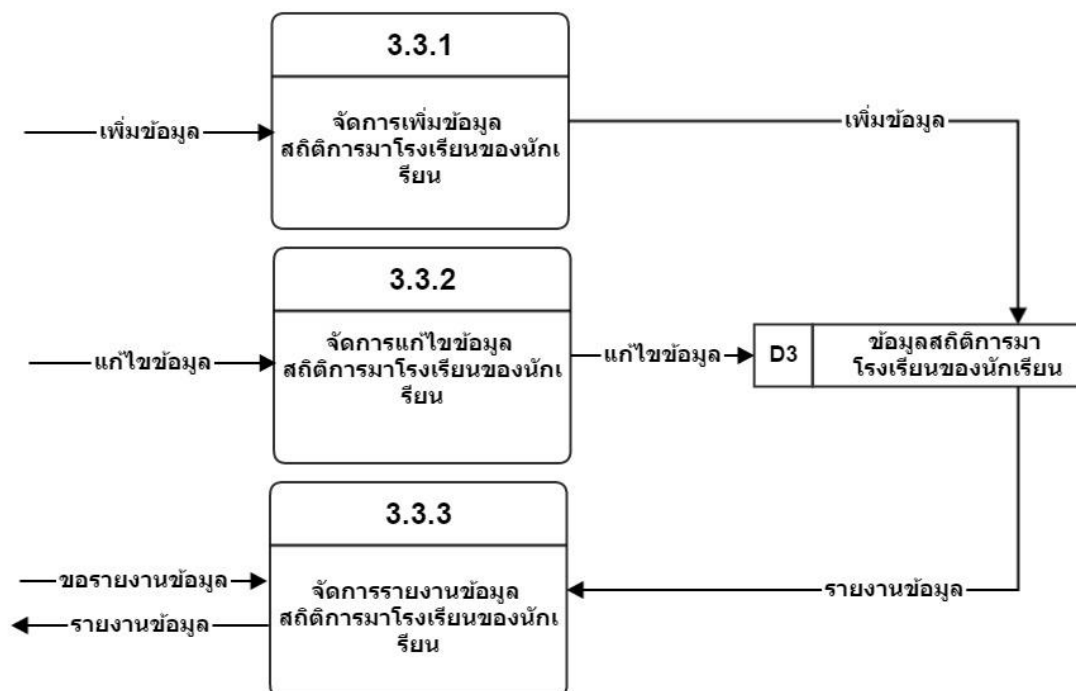 3.3.1
จัดการเพิ่มข้อมูล
สถิติการมาโรงเรียนของนักเ
รียน
เพิ่มข้อมูล
เพิ่มข้อมูล
3.3.2
จัดการแก้ไขข้อมูล
สถิติการมาโรงเรียนของนักเ
รียน
แก้ไขข้อมูล
แก้ไขข้อมูล
D3
ข้อมูลสถิติการมา
โรงเรียนของนักเรียน
3.3.3
จัดการรายงานข้อมูล
สถิติการมาโรงเรียนของนักเ
รียน
ขอรายงานข้อมูล
รายงานข้อมูล
รายงานข้อมูล